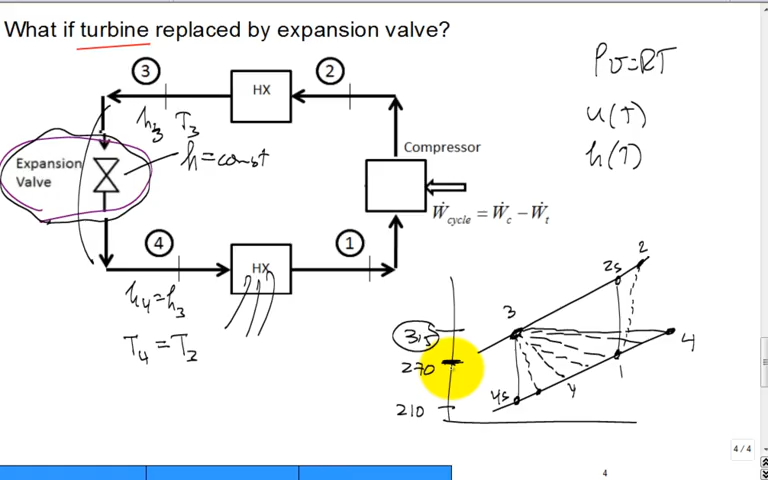 What if turbine replaced by expansion valve?
3
2
HX
h3 T3
h=const
Expansion
Valve
Compressor
Ẇcycle = Ẇc − Ẇt
4
1
HX
h4=h3
T4=T3
Pv=RT
u(T)
h(T)
2
2s
3
315
4
270
1
4s
4
210
4/4
4